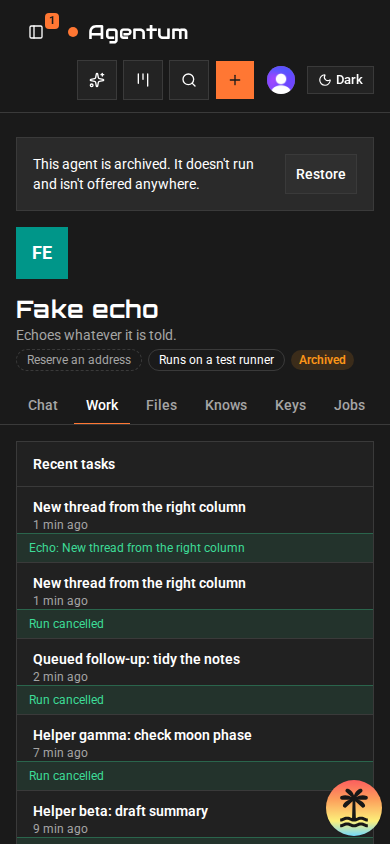 1
Agentum
Dark
This agent is archived. It doesn't run
and isn't offered anywhere.
Restore
FE
Fake echo
Echoes whatever it is told.
Reserve an address
Runs on a test runner
Archived
Chat
Work
Files
Knows
Keys
Jobs
Recent tasks
New thread from the right column
1 min ago
Echo: New thread from the right column
New thread from the right column
1 min ago
Run cancelled
Queued follow-up: tidy the notes
2 min ago
Run cancelled
Helper gamma: check moon phase
7 min ago
Run cancelled
Helper beta: draft summary
9 min ago